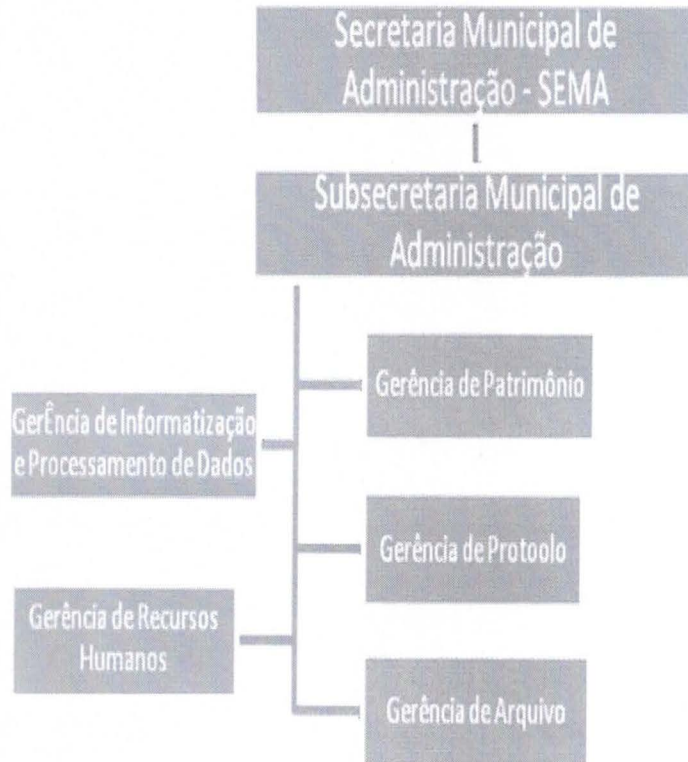 Secretaria Municipal de
Administração - SEMA
Subsecretaria Municipal de
Administração
Gerência de Patrimônio
GerÊncia de Informatização
e Processamento de Dados
Gerência de Protoolo
Gerência de Recursos
Humanos
Gerência de Arquivo